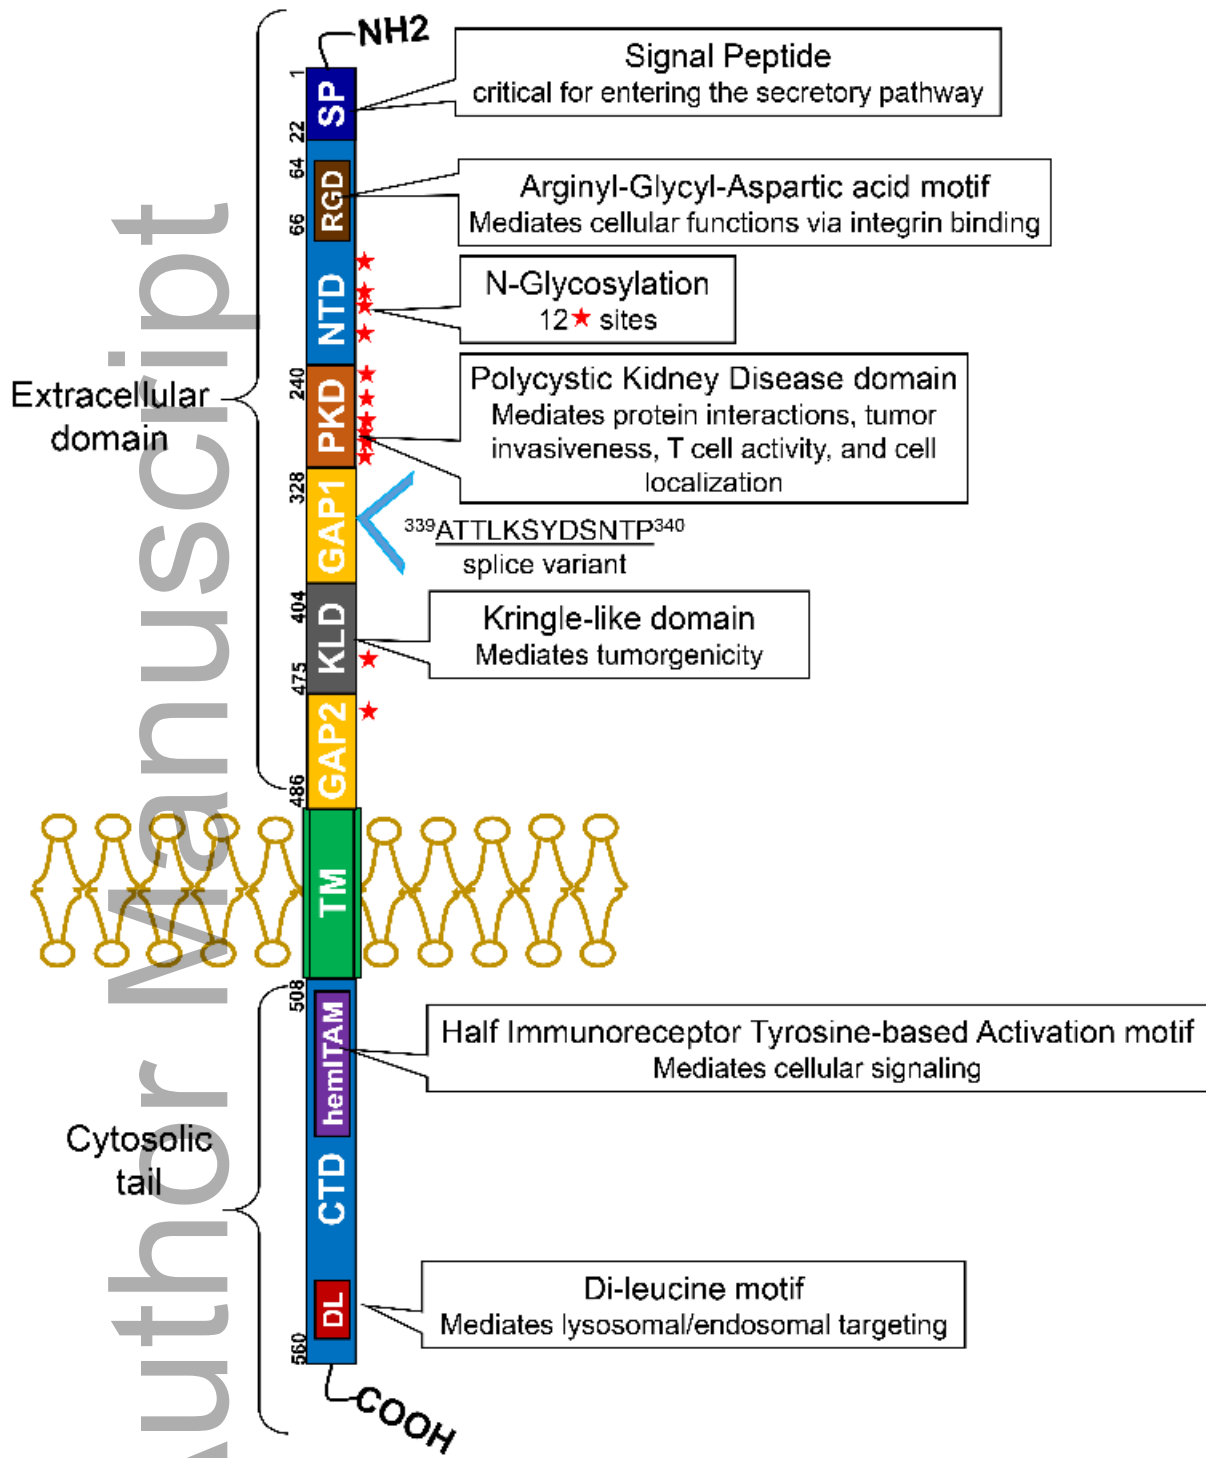 NH2
Signal Peptide
critical for entering the secretory pathway
1
SP
22
64
RGD
66
Arginyl-Glycyl-Aspartic acid motif
Mediates cellular functions via integrin binding
NTD
N-Glycosylation
12★ sites
Extracellular
domain
240
PKD
Polycystic Kidney Disease domain
Mediates protein interactions, tumor
invasiveness, T cell activity, and cell
localization
328
GAP1
339ATTLKSYDSNTP340
splice variant
404
KLD
475
Kringle-like domain
Mediates tumorgenicity
GAP2
486
TM
508
hemITAM
Half Immunoreceptor Tyrosine-based Activation motif
Mediates cellular signaling
Cytosolic
tail
CTD
DL
Di-leucine motif
Mediates lysosomal/endosomal targeting
560
COOH
Author Manuscript